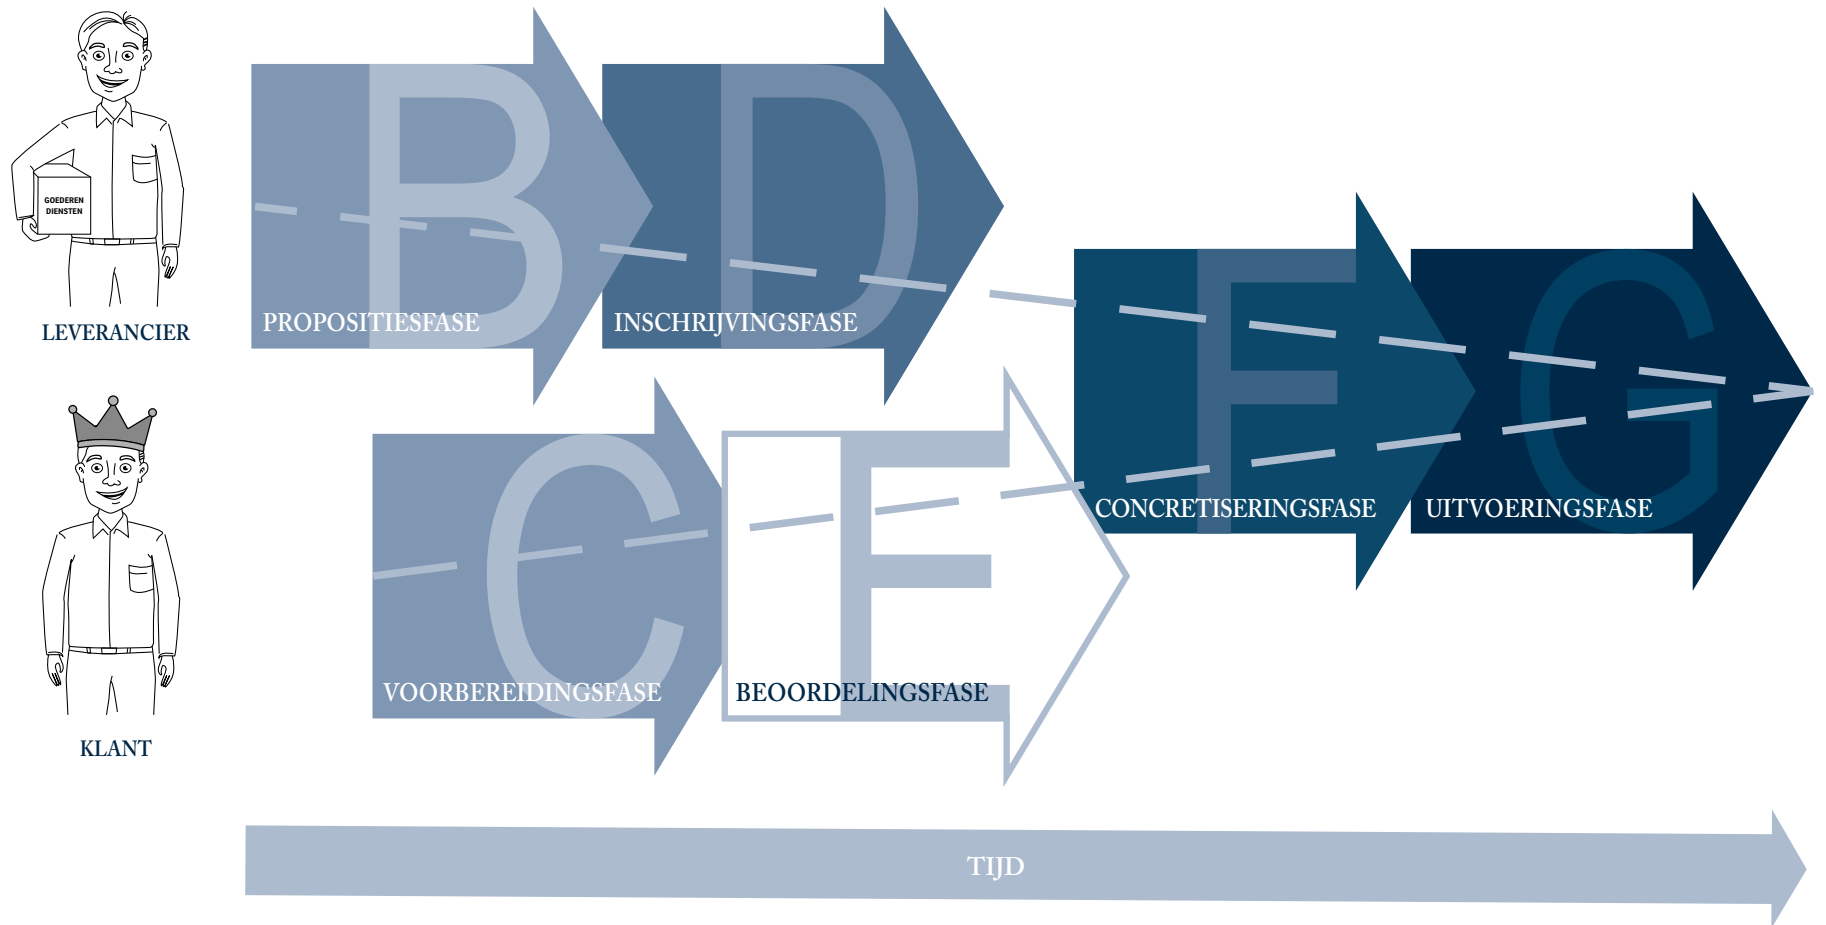 GOEDEREN
DIENSTEN
LEVERANCIER
B
PROPOSITIESFASE
D
INSCHRIJVINGSFASE
F
CONCRETISERINGSFASE
G
UITVOERINGSFASE
C
VOORBEREIDINGSFASE
E
BEOORDELINGSFASE
KLANT
TIJD